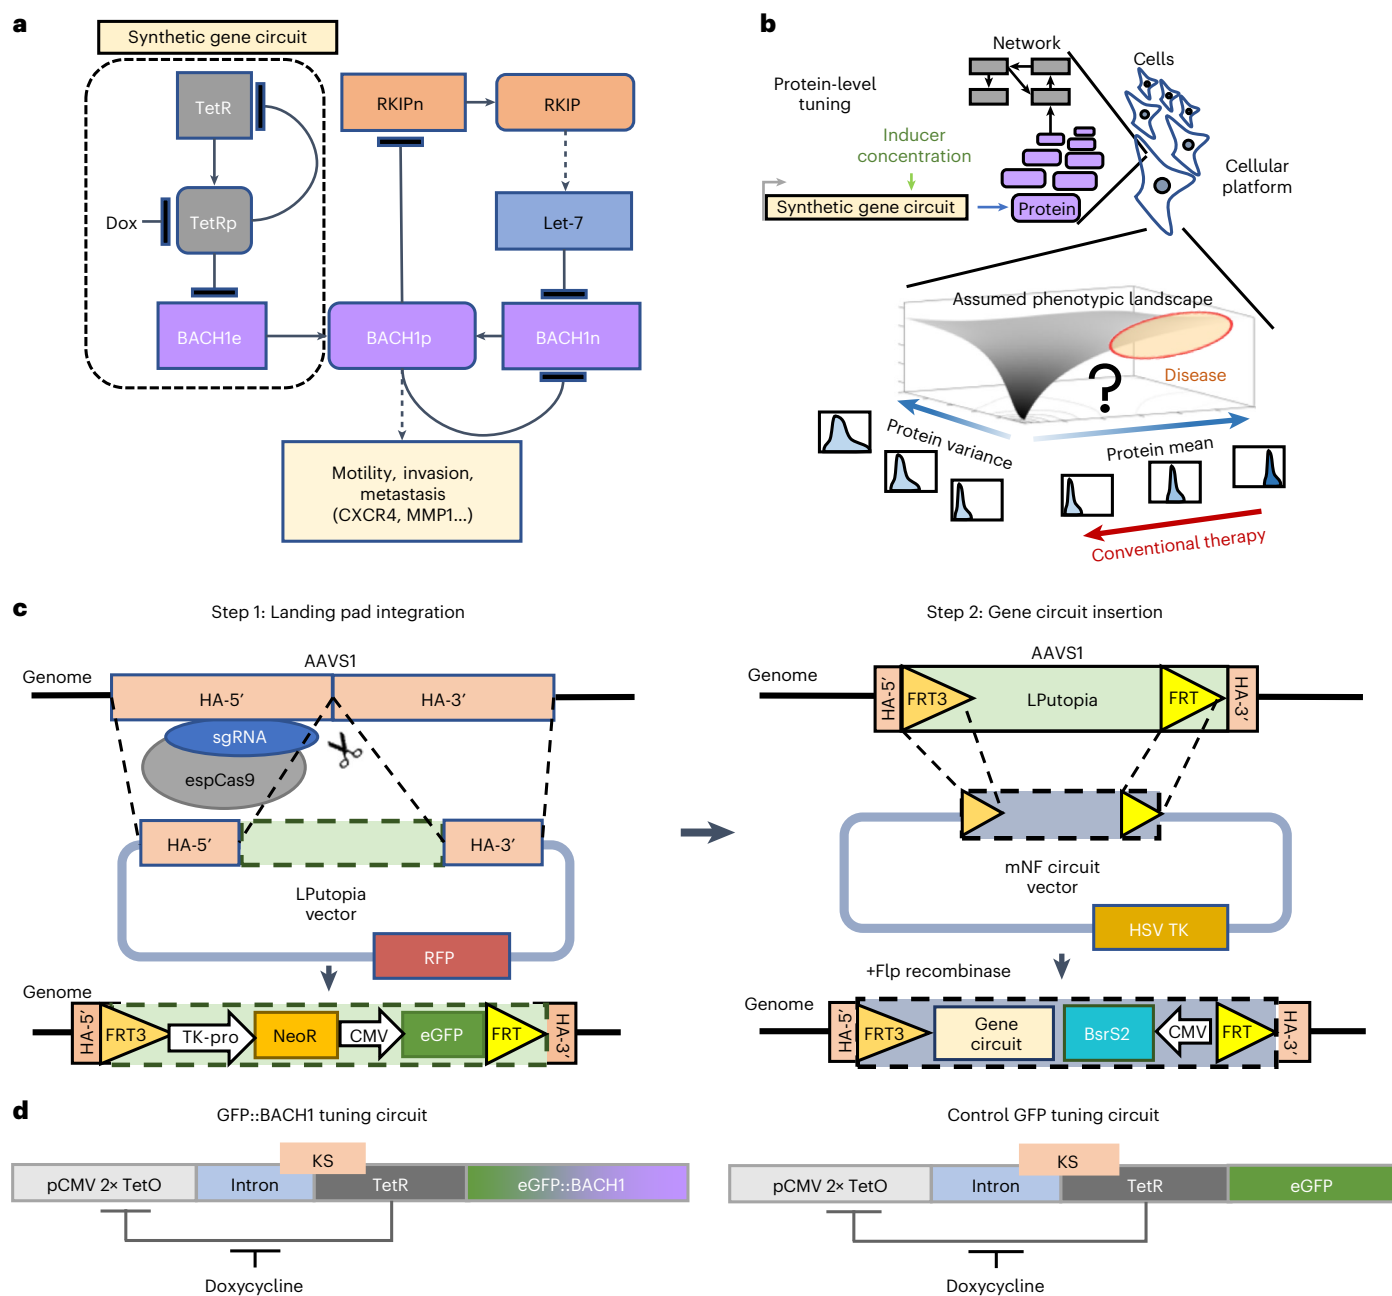 a
Synthetic gene circuit
TetR
RKIPn
RKIP
Dox
TetRp
Let-7
BACH1e
BACH1p
BACH1n
Motility, invasion,
metastasis
(CXCR4, MMP1...)
b
Network
Cells
Protein-level
tuning
Inducer
concentration
Cellular
platform
Synthetic gene circuit
Protein
Assumed phenotypic landscape
?
Disease
Protein variance
Protein mean
Conventional therapy
c
Step 1: Landing pad integration
AAVS1
Genome
HA-5′
HA-3′
sgRNA
espCas9
HA-5′
HA-3′
LPutopia
vector
RFP
Genome
HA-5′
FRT3
TK-pro
NeoR
CMV
eGFP
FRT
HA-3′
Step 2: Gene circuit insertion
AAVS1
Genome
HA-5′
FRT3
LPutopia
FRT
HA-3′
mNF circuit
vector
HSV TK
+Flp recombinase
Genome
HA-5′
FRT3
Gene
circuit
BsrS2
CMV
FRT
HA-3′
d
GFP::BACH1 tuning circuit
KS
pCMV 2× TetO
Intron
TetR
eGFP::BACH1
Doxycycline
Control GFP tuning circuit
KS
pCMV 2× TetO
Intron
TetR
eGFP
Doxycycline